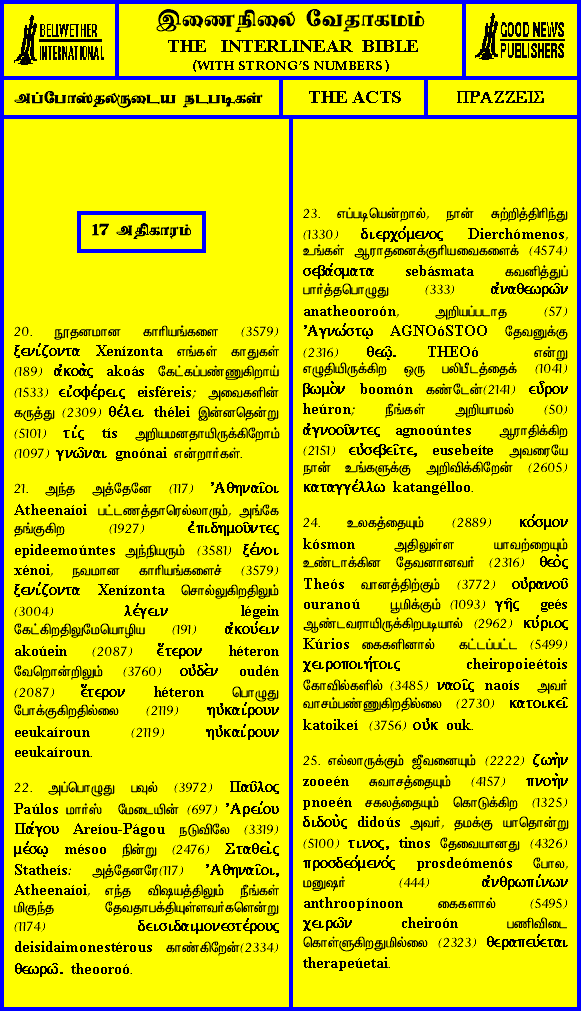 BELLWETHER
INTERNATIONAL
இணைநிலை வேதாகமம்
THE INTERLINEAR BIBLE
(WITH STRONG'S NUMBERS)
GOOD NEWS
PUBLISHERS
அப்போஸ்தலருடைய நடபடிகள்
THE ACTS
ΠΡΑΖΖΕΙΣ
17 அதிகாரம்
20. நூதனமான காரியங்களை (3579)
ξενίζοντα Xenízonta எங்கள் காதுகள்
(189) ἀκοὰς akoás கேட்கப்பண்ணுகிறாய்
(1533) εἰσφέρεις eisféreis; அவைகளின்
கருத்து (2309) θέλει thélei இன்னதென்று
(5101) τίς tís அறியமனதாயிருக்கிறோம்
(1097) γνῶναι gnoónai என்றார்கள்.
21. அந்த அத்தேனே (117) Ἀθηναῖοι
Atheenaíoi பட்டணத்தாரெல்லாரும், அங்கே
தங்குகிற (1927) ἐπιδημοῦντες
epideemoúntes அந்நியரும் (3581) ξένοι
xénoi, நவமான காரியங்களைச் (3579)
ξενίζοντα Xenízonta சொல்லுகிறதிலும்
(3004) λέγειν légein
கேட்கிறதிலுமேயொழிய (191) ἀκούειν
akoúein (2087) ἕτερον héteron
வேறொன்றிலும் (3760) οὐδὲν oudén
(2087) ἕτερον héteron பொழுது
போக்குகிறதில்லை (2119) ηὐκαίρουν
eeukaíroun (2119) ηὐκαίρουν
eeukaíroun.
22. அப்பொழுது பவுல் (3972) Παῦλος
Paúlos மார்ஸ் மேடையின் (697) Ἀρείου
Πάγου Areíou-Págou நடுவிலே (3319)
μέσῳ mésoo நின்று (2476) Σταθεὶς
Statheís: அத்தேனரே(117) Ἀθηναῖοι,
Atheenaíoi, எந்த விஷயத்திலும் நீங்கள்
மிகுந்த தேவதாபக்தியுள்ளவர்களென்று
(1174) δεισιδαιμονεστέρους
deisidaimonestérous காண்கிறேன்(2334)
θεωρῶ. theooroó.
23. எப்படியென்றால், நான் சுற்றித்திரிந்து
(1330) διερχόμενος Dierchómenos,
உங்கள் ஆராதனைக்குரியவைகளைக் (4574)
σεβάσματα sebásmata கவனித்துப்
பார்த்தபொழுது (333) ἀναθεωρῶν
anatheooroón, அறியப்படாத (57)
Ἀγνώστῳ AGNOóSTOO தேவனுக்கு
(2316) θεῷ. THEOó என்று
எழுதியிருக்கிற ஒரு பலிபீடத்தைக் (1041)
βωμὸν boomón கண்டேன்(2141) εὗρον
heúron; நீங்கள் அறியாமல் (50)
ἀγνοοῦντες agnooúntes ஆராதிக்கிற
(2151) εὐσεβεῖτε, eusebeíte அவரையே
நான் உங்களுக்கு அறிவிக்கிறேன் (2605)
καταγγέλλω katangélloo.
24. உலகத்தையும் (2889) κόσμον
kósmon அதிலுள்ள யாவற்றையும்
உண்டாக்கின தேவனானவர் (2316) θεὸς
Theós வானத்திற்கும் (3772) οὐρανοῦ
ouranoú பூமிக்கும் (1093) γῆς geés
ஆண்டவராயிருக்கிறபடியால் (2962) κύριος
Kúrios கைகளினால் கட்டப்பட்ட (5499)
χειροποιήτοις cheiropoieétois
கோவில்களில் (3485) ναοῖς naoís அவர்
வாசம்பண்ணுகிறதில்லை (2730) κατοικεῖ
katoikeí (3756) οὐκ ouk.
25. எல்லாருக்கும் ஜீவனையும் (2222) ζωὴν
zooeén சுவாசத்தையும் (4157) πνοὴν
pnoeén சகலத்தையும் கொடுக்கிற (1325)
διδοὺς didoús அவர், தமக்கு யாதொன்று
(5100) τινος, tinos தேவையானது (4326)
προσδεόμενός prosdeómenós போல,
மனுஷர் (444) ἀνθρωπίνων
anthroopínoon கைகளால் (5495)
χειρῶν cheiroón பணிவிடை
கொள்ளுகிறதுமில்லை (2323) θεραπεύεται
therapeúetai.